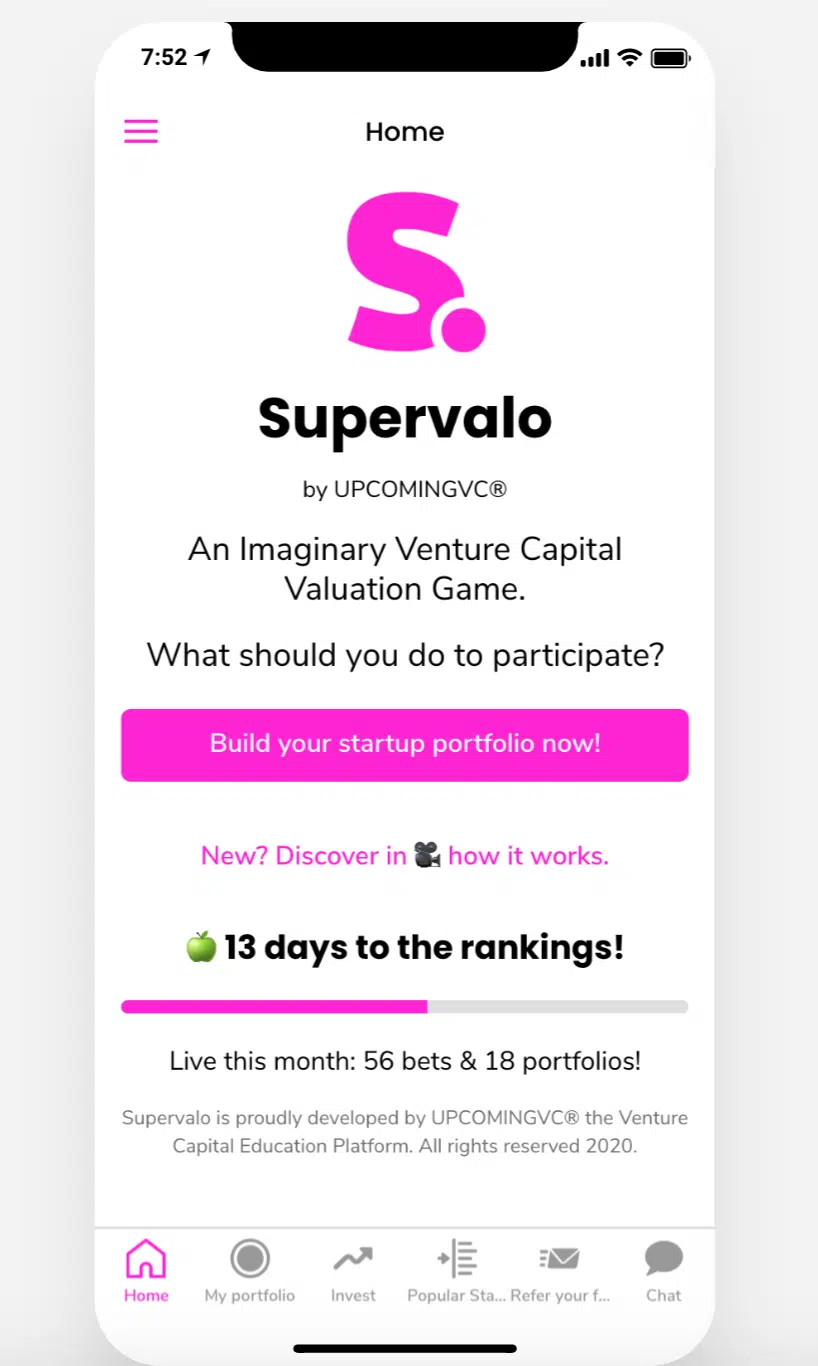 7:52
Home
S.
Supervalo
by UPCOMINGVC®
An Imaginary Venture Capital
Valuation Game.
What should you do to participate?
Build your startup portfolio now!
New? Discover in 🎥 how it works.
🍏 13 days to the rankings!
Live this month: 56 bets & 18 portfolios!
Supervalo is proudly developed by UPCOMINGVC® the Venture
Capital Education Platform. All rights reserved 2020.
Home My portfolio Invest Popular Sta... Refer your f... Chat